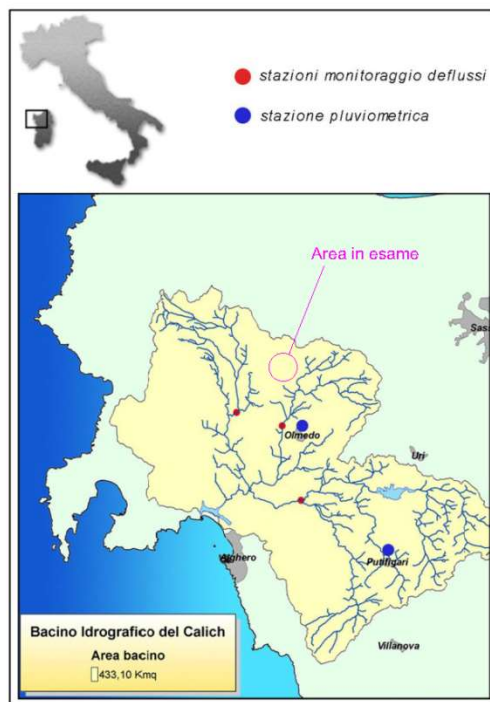 stazioni monitoraggio deflussi
stazione pluviometrica
Area in esame
Sass
Olmedo
Uri
Alghero
Putifigari
Villanova
Bacino Idrografico del Calich
Area bacino
433,10 Kmq